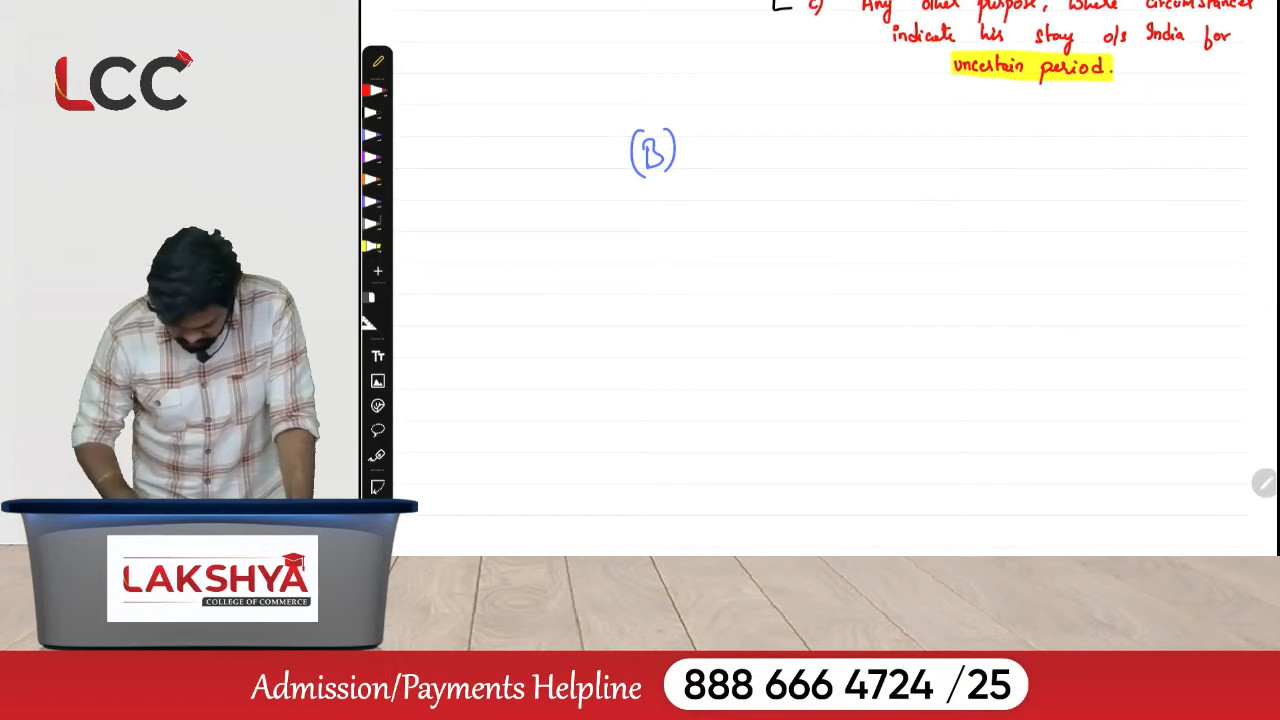 c) Any other purpose, where circumstances
indicate his stay o/s India for
uncertain period.
LCC
(B)
TT
LAKSHYA
COLLEGE OF COMMERCE
Admission/Payments Helpline 888 666 4724 /25